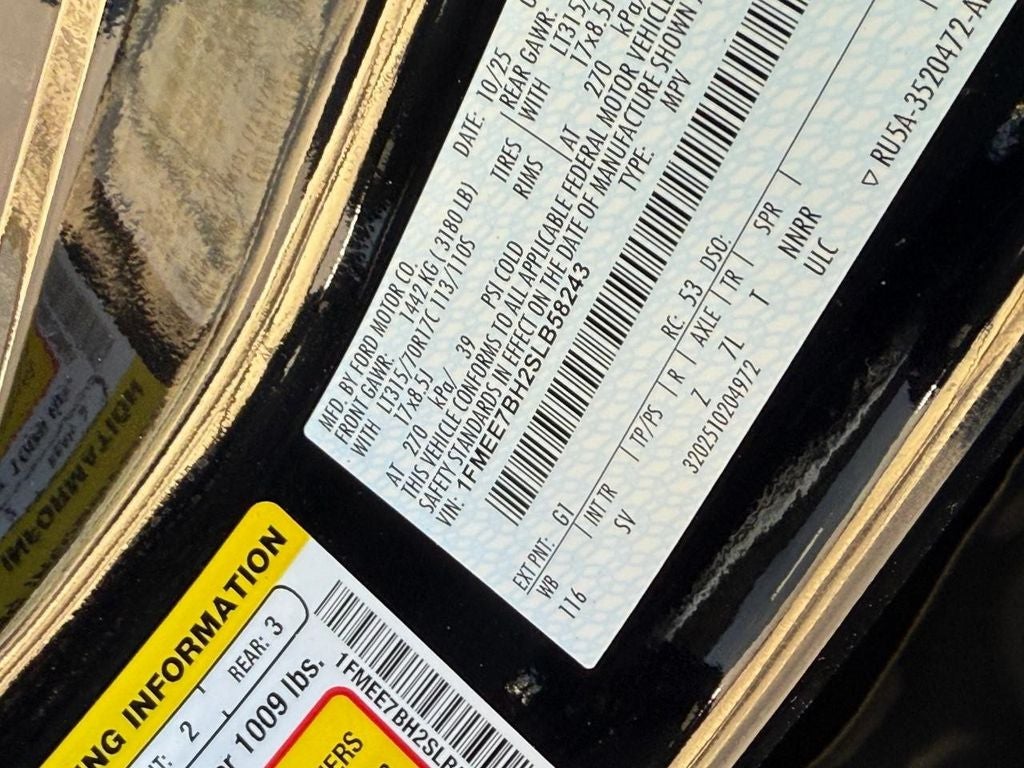 MFD. BY FORD MOTOR CO.
DATE: 10/25
FRONT GAWR: 1442 KG ( 3180 LB)
REAR GAWR:
WITH LT315/70R17C 113/110S TIRES WITH LT315/
17x8.5J RIMS 17x8.5J
AT 270 kPa/ 39 PSI COLD AT 270 kPa/
THIS VEHICLE CONFORMS TO ALL APPLICABLE FEDERAL MOTOR VEHICLE
SAFETY STANDARDS IN EFFECT ON THE DATE OF MANUFACTURE SHOWN
VIN: 1FMEE7BH2SLB58243
TYPE: MPV
EXT PNT: G1 RC: 53 DSO:
WB INT TR TP/PS R AXLE TR SPR
116 SV Z 7L T NNRR
3202510204972 ULC
▽ RU5A-3520472-A
NG INFORMATION
T: 2 REAR: 3
r 1009 lbs.
1FMEE7BH2SLB
ERS